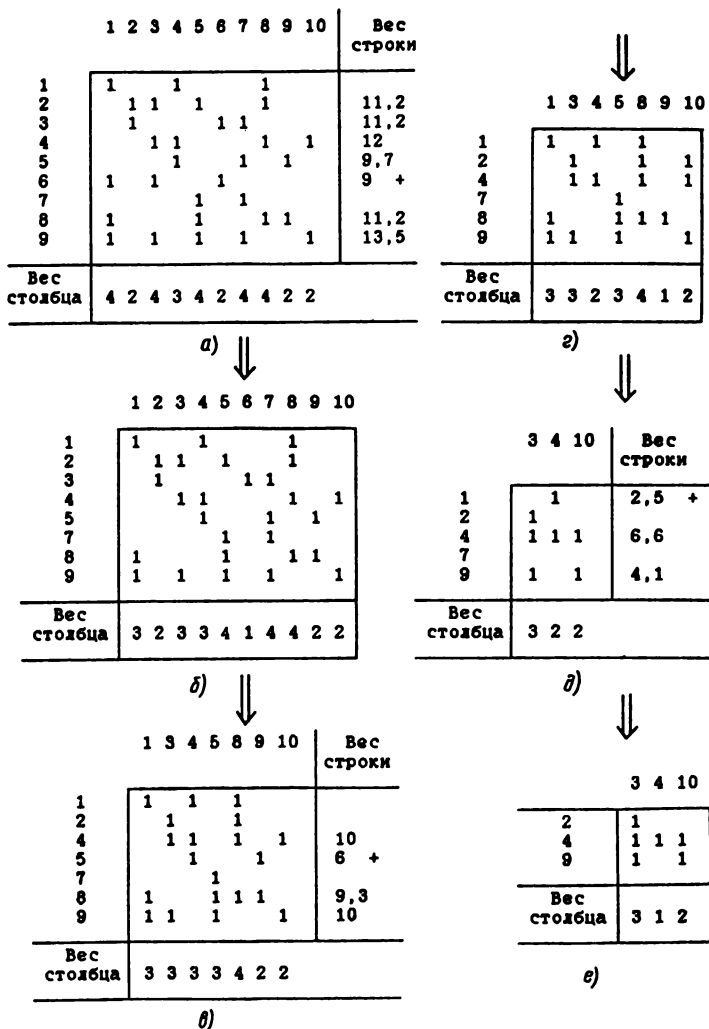 1 2 3 4 5 6 7 8 9 10 Вес строки
1 1 1 1
2 1 1 1 1 11,2
3 1 1 1 11,2
4 1 1 1 1 12
5 1 1 1 9,7
6 1 1 1 9 +
7 1 1
8 1 1 1 1 11,2
9 1 1 1 1 1 13,5
Вес столбца 4 2 4 3 4 2 4 4 2 2
а)
1 2 3 4 5 6 7 8 9 10
1 1 1 1
2 1 1 1 1
3 1 1 1
4 1 1 1 1
5 1 1 1
7 1 1
8 1 1 1 1
9 1 1 1 1 1
Вес столбца 3 2 3 3 4 1 4 4 2 2
б)
1 3 4 5 8 9 10 Вес строки
1 1 1 1
2 1 1
4 1 1 1 1 10
5 1 1 6 +
7 1
8 1 1 1 1 9,3
9 1 1 1 1 10
Вес столбца 3 3 3 3 4 2 2
в)
1 3 4 5 8 9 10
1 1 1 1
2 1 1 1
4 1 1 1 1
7 1
8 1 1 1 1
9 1 1 1 1
Вес столбца 3 3 2 3 4 1 2
г)
3 4 10 Вес строки
1 1 2,5 +
2 1
4 1 1 1 6,6
7
9 1 1 4,1
Вес столбца 3 2 2
д)
3 4 10
2 1
4 1 1 1
9 1 1
Вес столбца 3 1 2
е)